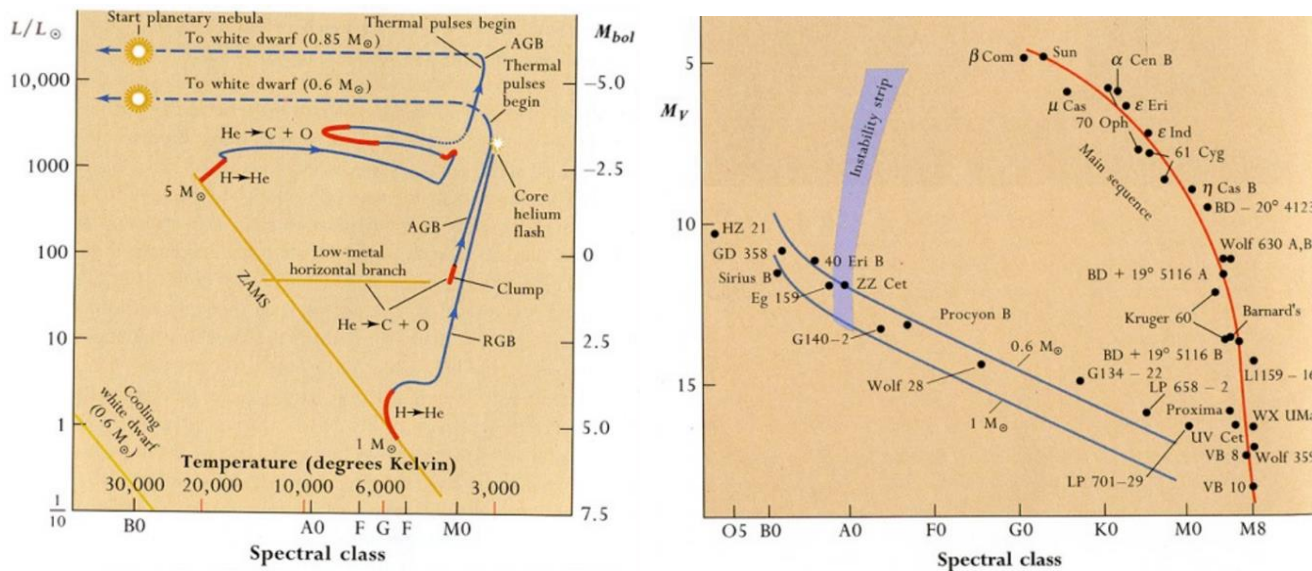 Start planetary nebula
L/L⊙
Thermal pulses begin
M_bol
To white dwarf (0.85 M⊙)
AGB
10,000
-5.0
To white dwarf (0.6 M⊙)
Thermal
pulses
begin
He→C + O
1000
-2.5
H→He
5 M⊙
Core
helium
flash
AGB
100
0
Low-metal
horizontal branch
ZAMS
Clump
He→C + O
10
RGB
2.5
Cooling
white dwarf
(0.6 M⊙)
H→He
1
1 M⊙
5.0
Temperature (degrees Kelvin)
30,000 20,000 10,000 6,000 3,000
1/10
7.5
B0 A0 F G F M0
Spectral class
5
β Com
Sun
α Cen B
M_V
μ Cas
ε Eri
70 Oph
ε Ind
61 Cyg
Instability strip
Main sequence
η Cas B
BD - 20° 4123
10
HZ 21
GD 358
40 Eri B
Wolf 630 A,B
Sirius B
BD + 19° 5116 A
Eg 159
ZZ Cet
Procyon B
Kruger 60
Barnard's
G140-2
0.6 M⊙
BD + 19° 5116 B
G134-22
L1159-16
15
Wolf 28
LP 658-2
1 M⊙
Proxima
WX UMa
UV Cet
VB 8
Wolf 359
LP 701-29
VB 10
O5 B0 A0 F0 G0 K0 M0 M8
Spectral class